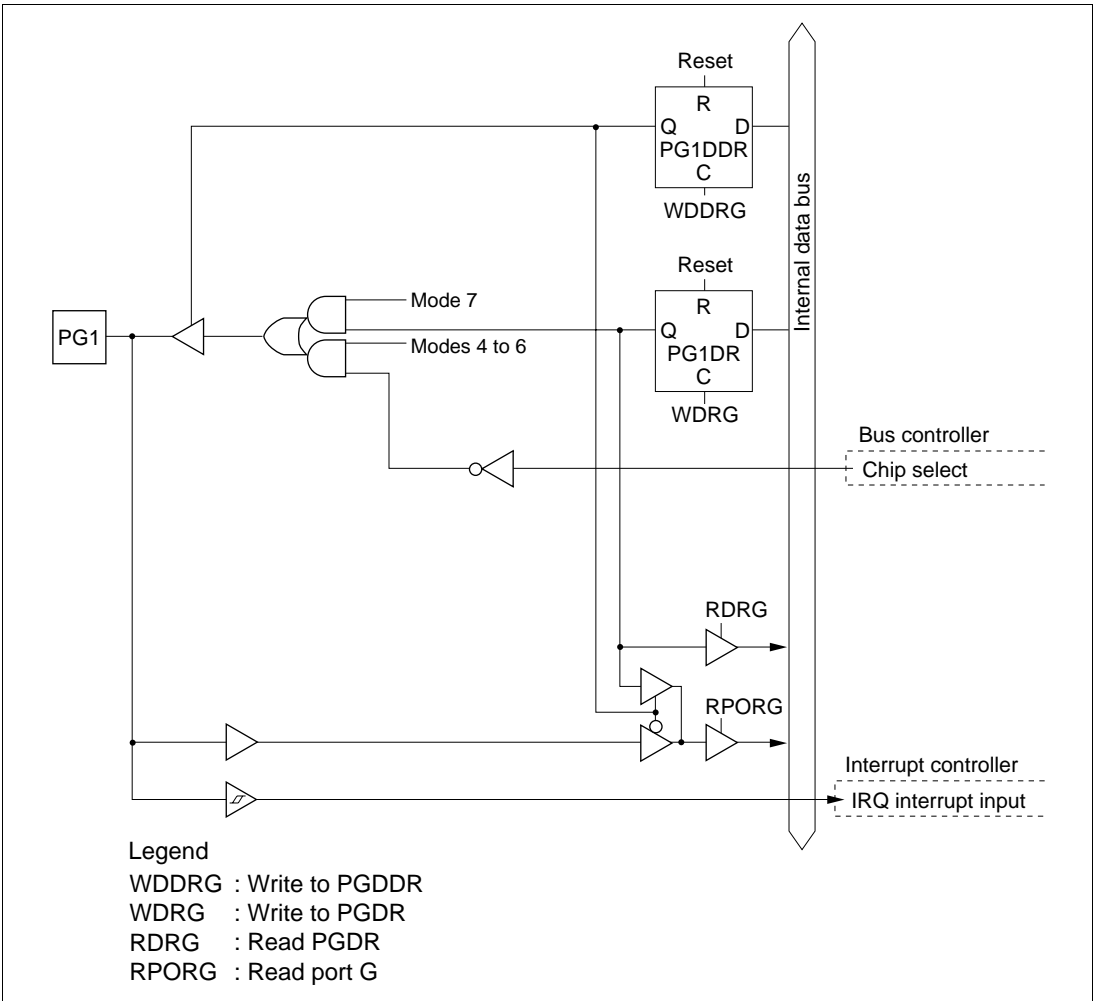 Reset
R
Q D
PG1DDR
C
WDDRG
Internal data bus
Reset
R
Q D
PG1DR
C
WDRG
Mode 7
PG1
Modes 4 to 6
Bus controller
Chip select
RDRG
RPORG
Interrupt controller
IRQ interrupt input
Legend
WDDRG : Write to PGDDR
WDRG : Write to PGDR
RDRG : Read PGDR
RPORG : Read port G